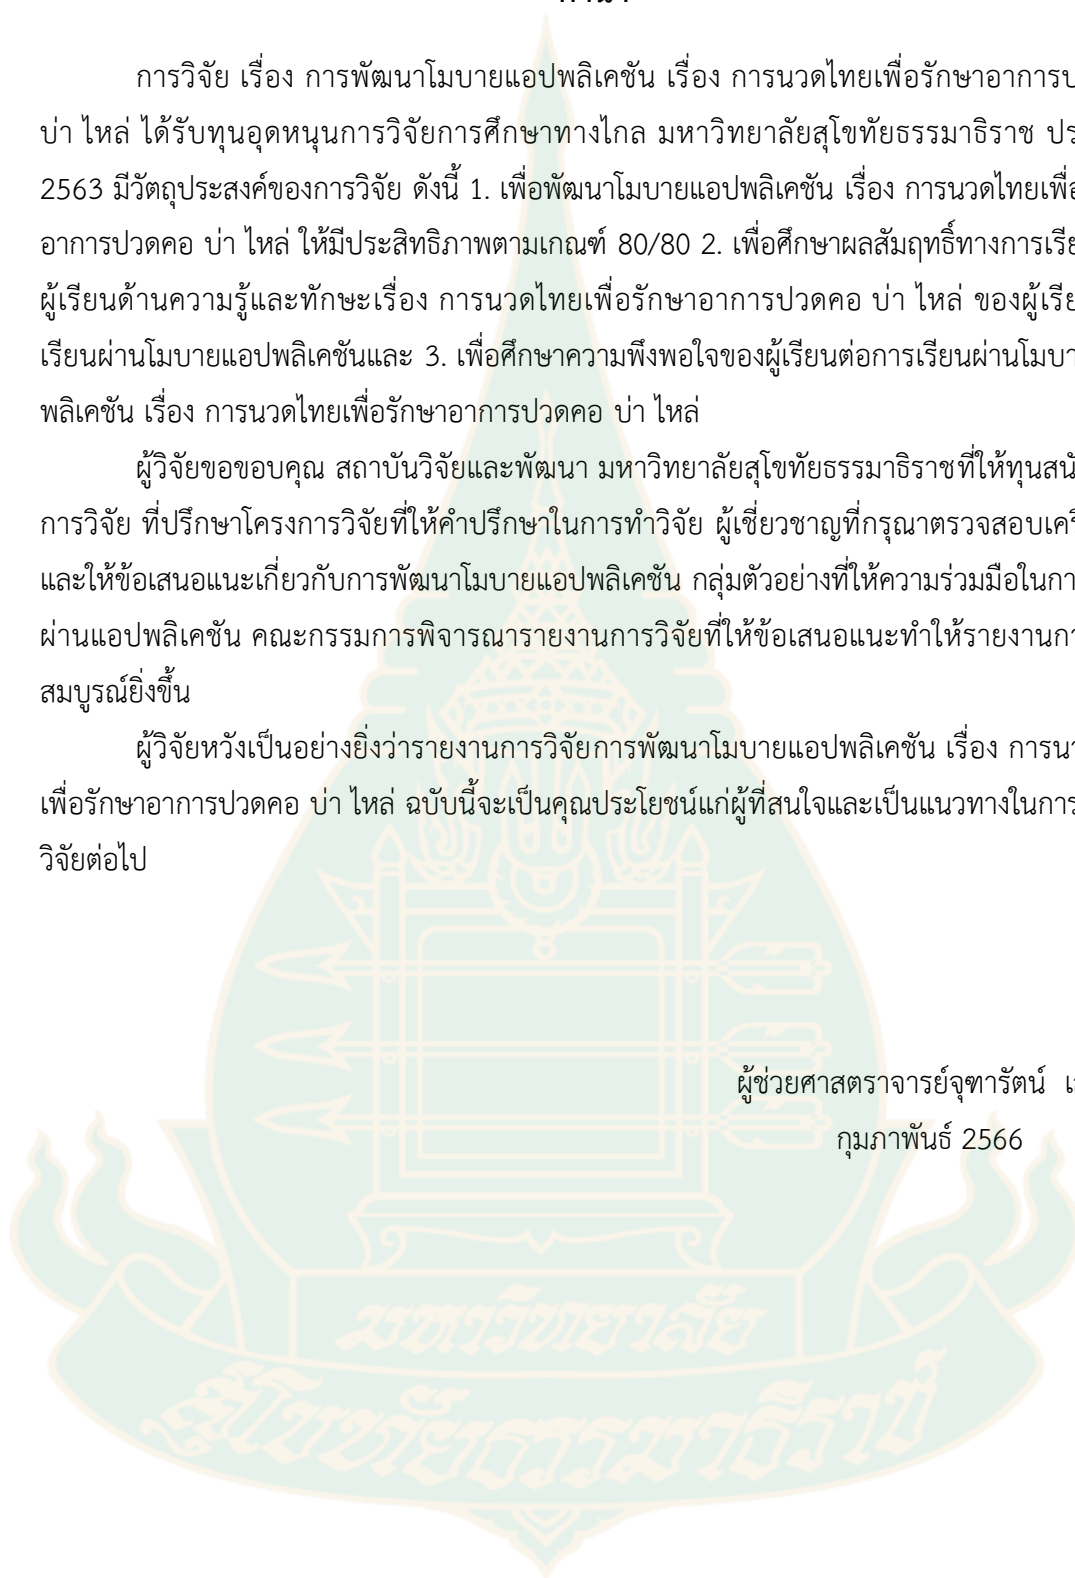 การวิจัย เรื่อง การพัฒนาโมบายแอปพลิเคชัน เรื่อง การนวดไทยเพื่อรักษาอาการป
บ่า ไหล่ ได้รับทุนอุดหนุนการวิจัยการศึกษาทางไกล มหาวิทยาลัยสุโขทัยธรรมาธิราช ปร
2563 มีวัตถุประสงค์ของการวิจัย ดังนี้ 1. เพื่อพัฒนาโมบายแอปพลิเคชัน เรื่อง การนวดไทยเพื่อ
อาการปวดคอ บ่า ไหล่ ให้มีประสิทธิภาพตามเกณฑ์ 80/80 2. เพื่อศึกษาผลสัมฤทธิ์ทางการเรีย
ผู้เรียนด้านความรู้และทักษะเรื่อง การนวดไทยเพื่อรักษาอาการปวดคอ บ่า ไหล่ ของผู้เรีย
เรียนผ่านโมบายแอปพลิเคชันและ 3. เพื่อศึกษาความพึงพอใจของผู้เรียนต่อการเรียนผ่านโมบา
พลิเคชัน เรื่อง การนวดไทยเพื่อรักษาอาการปวดคอ บ่า ไหล่
ผู้วิจัยขอขอบคุณ สถาบันวิจัยและพัฒนา มหาวิทยาลัยสุโขทัยธรรมาธิราชที่ให้ทุนสนั
การวิจัย ที่ปรึกษาโครงการวิจัยที่ให้คำปรึกษาในการทำวิจัย ผู้เชี่ยวชาญที่กรุณาตรวจสอบเครื
และให้ข้อเสนอแนะเกี่ยวกับการพัฒนาโมบายแอปพลิเคชัน กลุ่มตัวอย่างที่ให้ความร่วมมือในกา
ผ่านแอปพลิเคชัน คณะกรรมการพิจารณารายงานการวิจัยที่ให้ข้อเสนอแนะทำให้รายงานกา
สมบูรณ์ยิ่งขึ้น
ผู้วิจัยหวังเป็นอย่างยิ่งว่ารายงานการวิจัยการพัฒนาโมบายแอปพลิเคชัน เรื่อง การนว
เพื่อรักษาอาการปวดคอ บ่า ไหล่ ฉบับนี้จะเป็นคุณประโยชน์แก่ผู้ที่สนใจและเป็นแนวทางในการ
วิจัยต่อไป
ผู้ช่วยศาสตราจารย์จุฑารัตน์
กุมภาพันธ์ 2566
มหาวิทยาลัย
สุโขทัยธรรมาธิราช